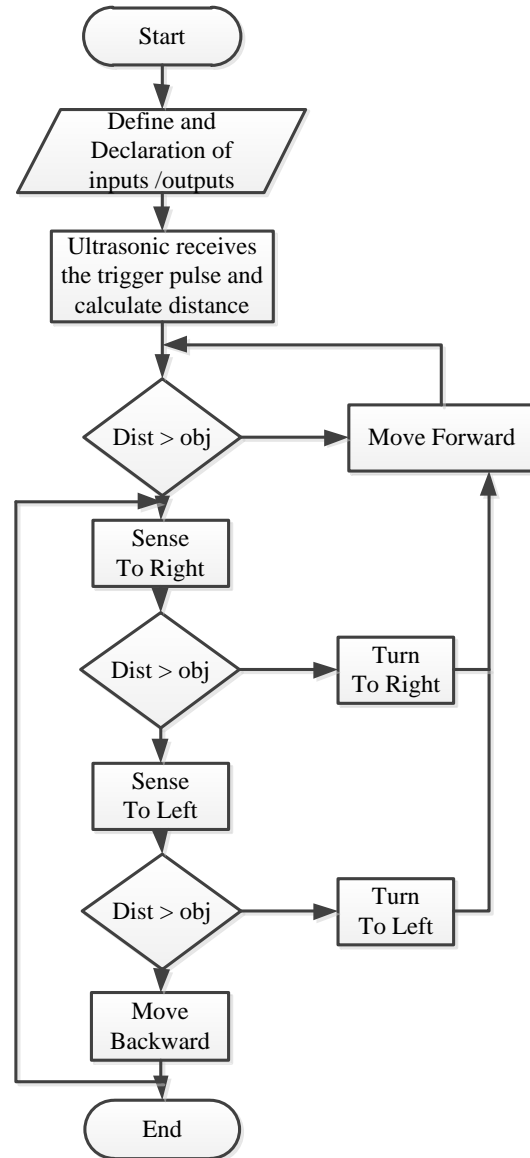 Start
Define and
Declaration of
inputs /outputs
Ultrasonic receives
the trigger pulse and
calculate distance
Dist > obj
Move Forward
Sense
To Right
Dist > obj
Turn
To Right
Sense
To Left
Dist > obj
Turn
To Left
Move
Backward
End